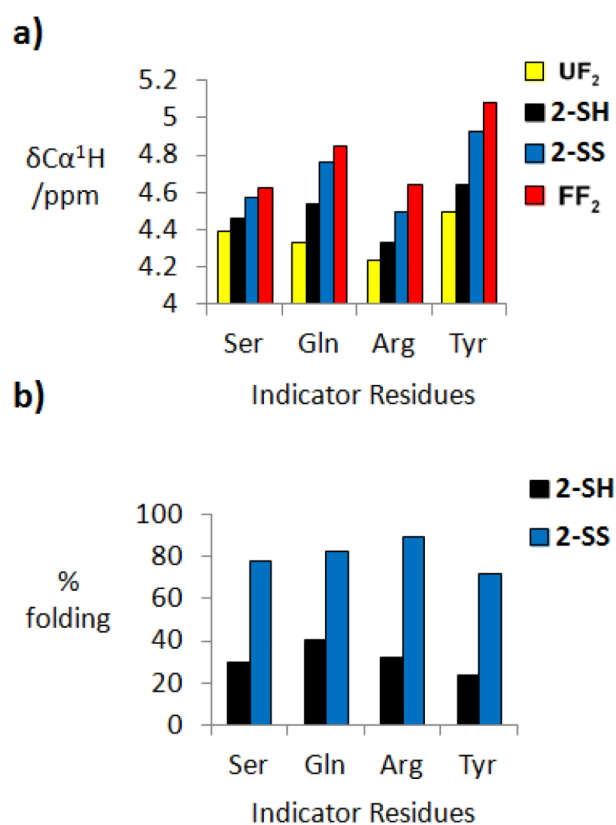 a)
5.2
5
4.8
4.6
4.4
4.2
4
δCα¹H
/ppm
Ser Gln Arg Tyr
Indicator Residues
UF₂
2-SH
2-SS
FF₂
b)
100
80
60
40
20
0
%
folding
Ser Gln Arg Tyr
Indicator Residues
2-SH
2-SS